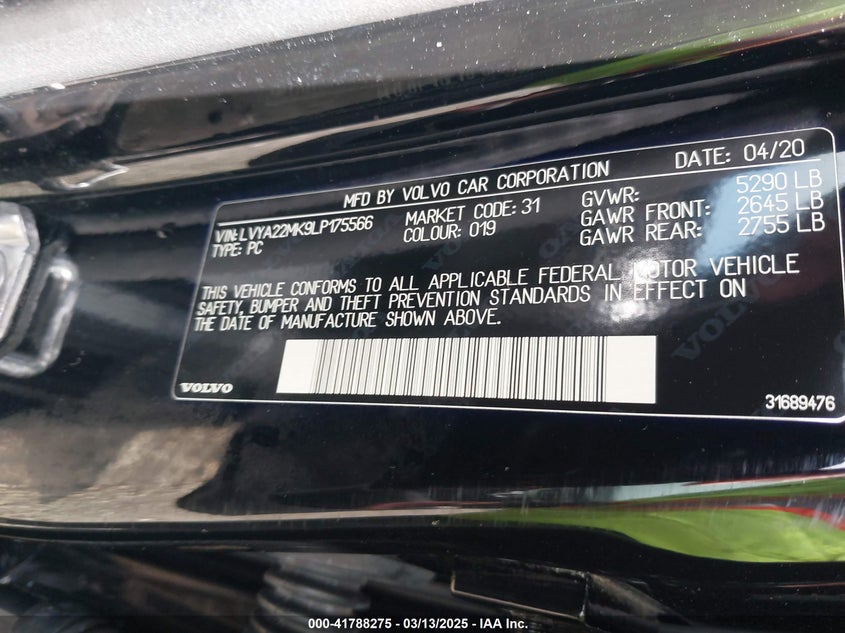 MFD BY VOLVO CAR CORPORATION DATE: 04/20
VIN: LVYA22MK9LP175566 MARKET CODE: 31 GVWR: 5290 LB
TYPE: PC COLOUR: 019 GAWR FRONT: 2645 LB
GAWR REAR: 2755 LB
THIS VEHICLE CONFORMS TO ALL APPLICABLE FEDERAL MOTOR VEHICLE
SAFETY, BUMPER AND THEFT PREVENTION STANDARDS IN EFFECT ON
THE DATE OF MANUFACTURE SHOWN ABOVE.
VOLVO 31689476
000-41788275 - 03/13/2025 - IAA Inc.